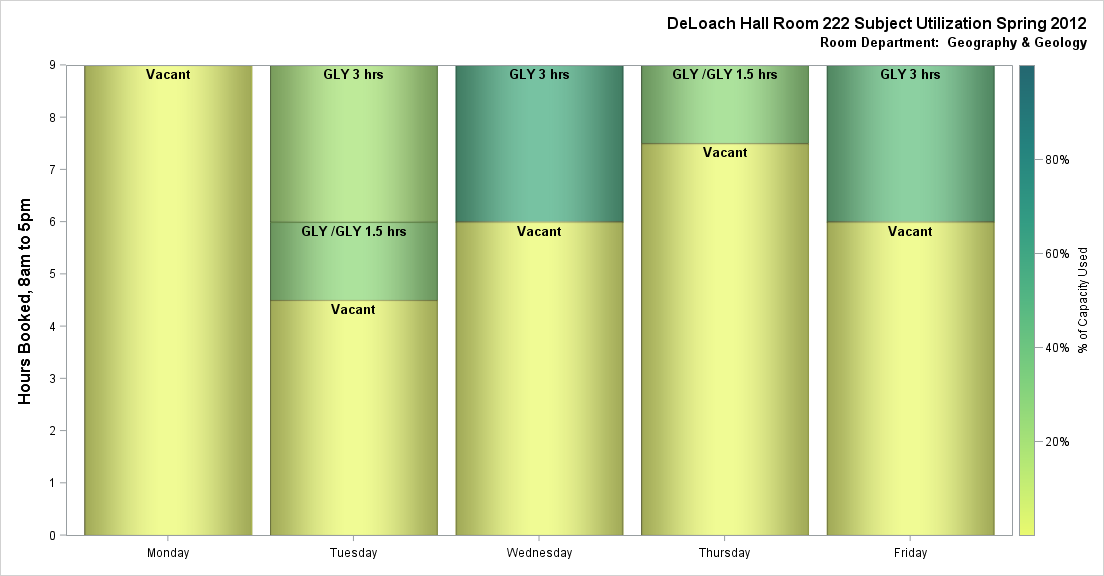 DeLoach Hall Room 222 Subject Utilization Spring 2012
Room Department:  Geography & Geology
Hours Booked, 8am to 5pm
9
8
7
6
5
4
3
2
1
0
Vacant
GLY 3 hrs
GLY /GLY 1.5 hrs
Vacant
GLY 3 hrs
Vacant
GLY /GLY 1.5 hrs
Vacant
GLY 3 hrs
Vacant
Monday
Tuesday
Wednesday
Thursday
Friday
80%
60%
40%
20%
% of Capacity Used